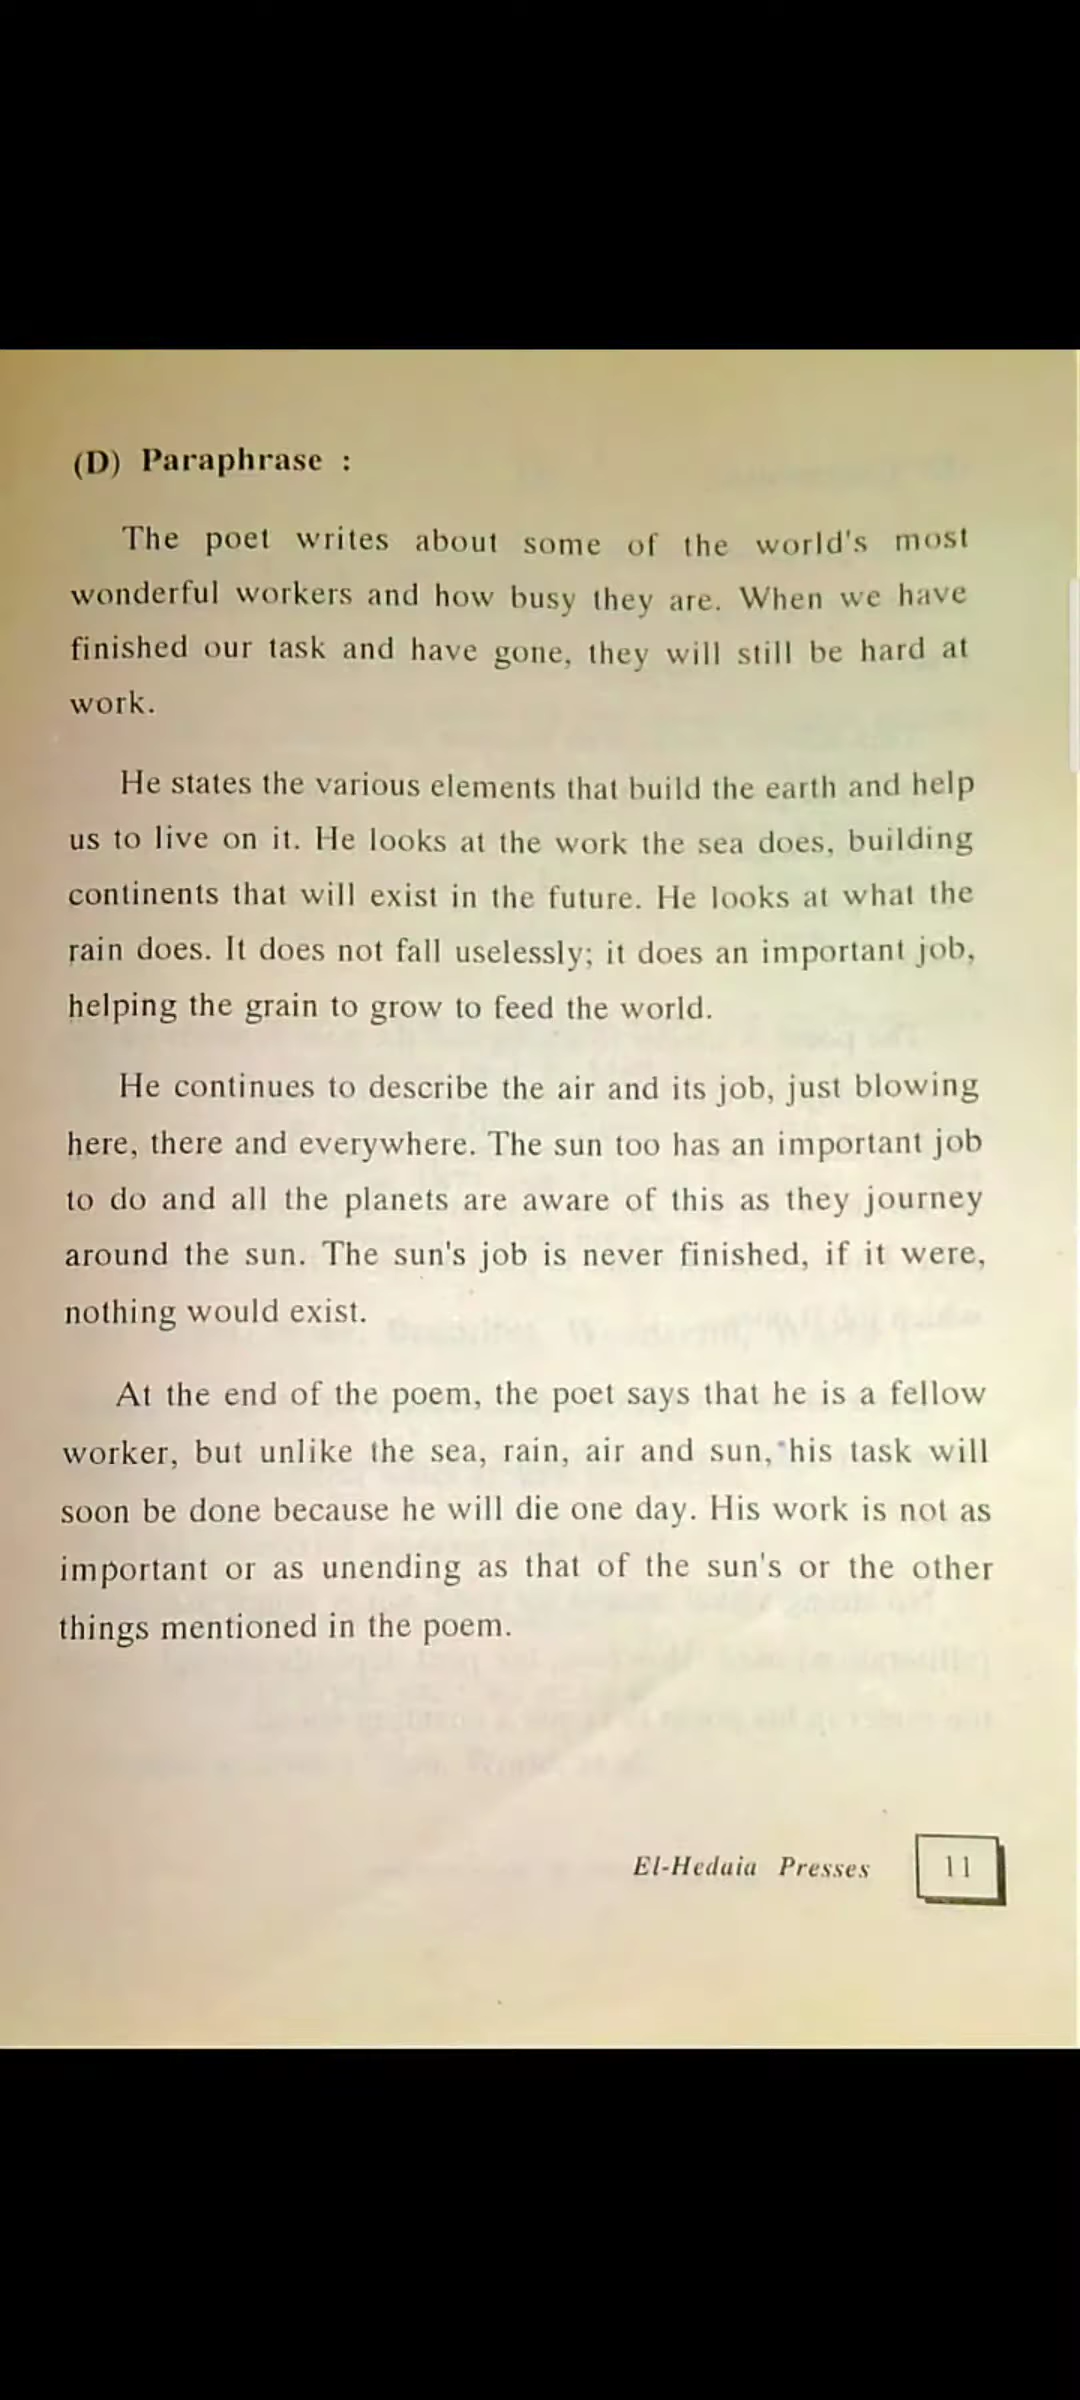 (D) Paraphrase :
The poet writes about some of the world's most
wonderful workers and how busy they are. When we have
finished our task and have gone, they will still be hard at
work.
He states the various elements that build the earth and help
us to live on it. He looks at the work the sea does, building
continents that will exist in the future. He looks at what the
rain does. It does not fall uselessly; it does an important job,
helping the grain to grow to feed the world.
He continues to describe the air and its job, just blowing
here, there and everywhere. The sun too has an important job
to do and all the planets are aware of this as they journey
around the sun. The sun's job is never finished, if it were,
nothing would exist.
At the end of the poem, the poet says that he is a fellow
worker, but unlike the sea, rain, air and sun, his task will
soon be done because he will die one day. His work is not as
important or as unending as that of the sun's or the other
things mentioned in the poem.
El-Hedaia Presses 11